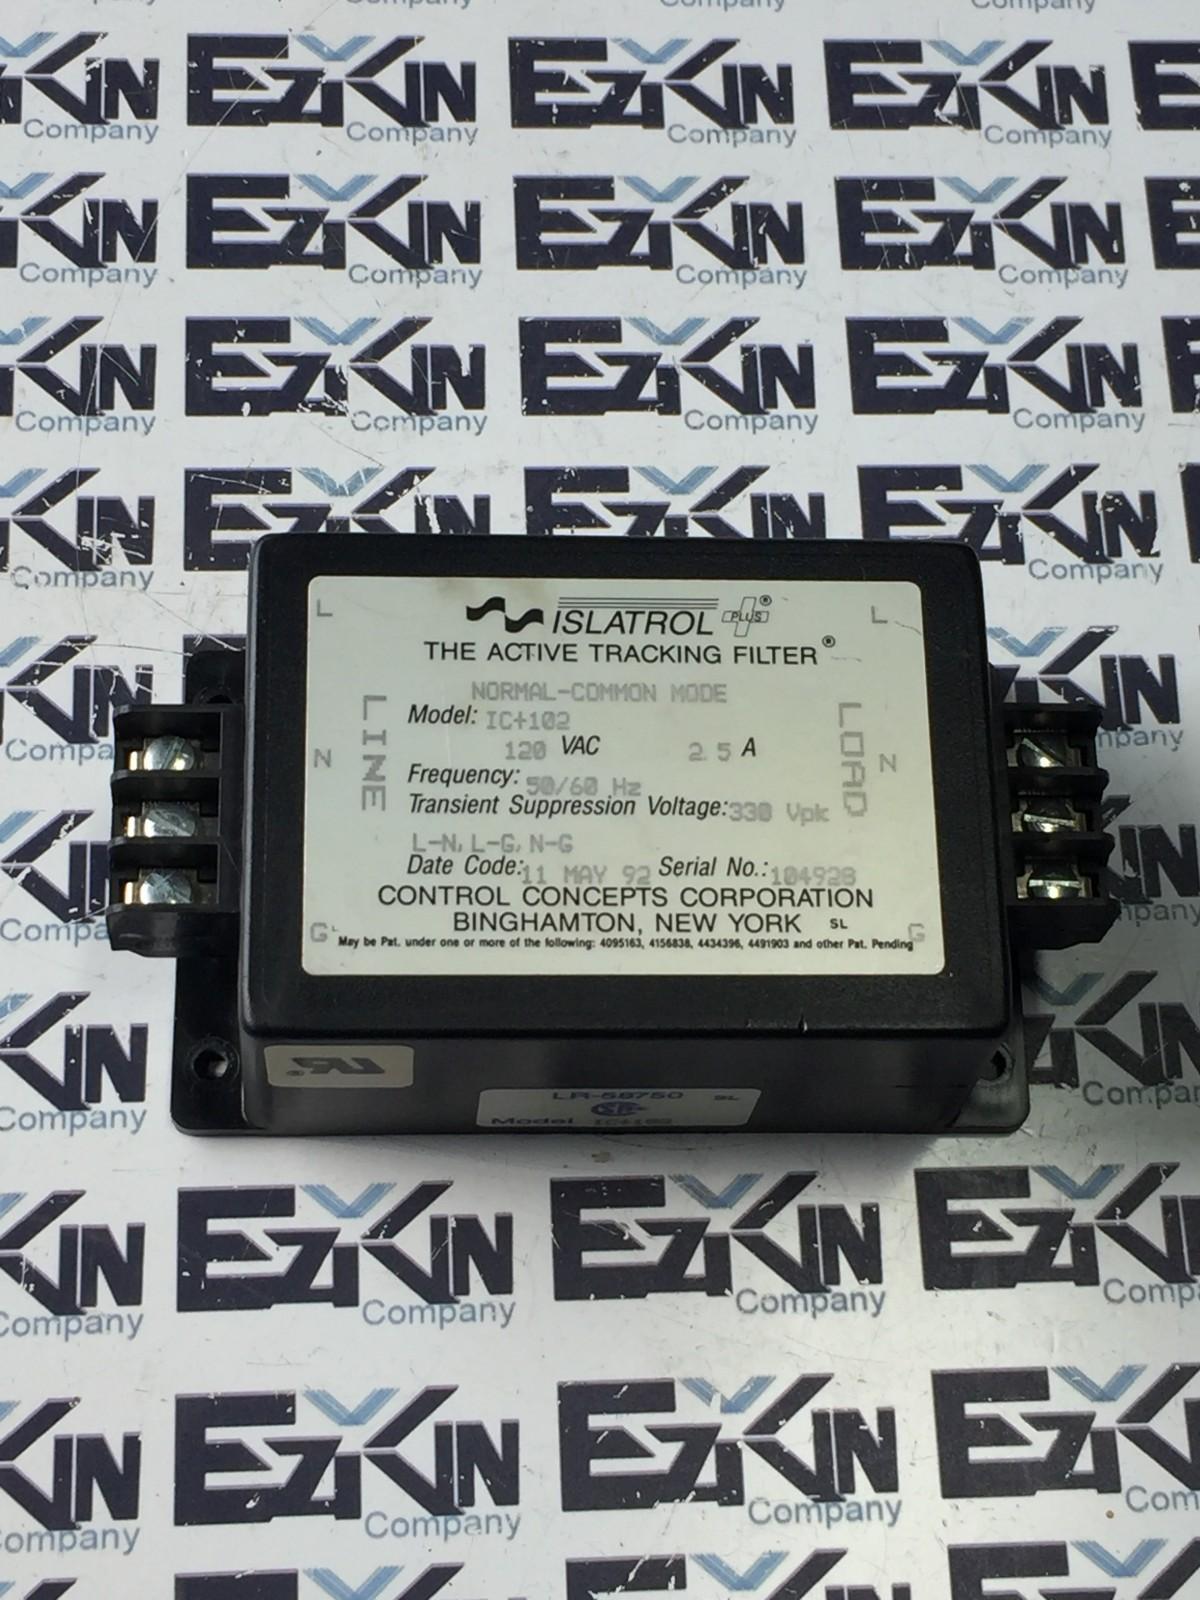 ISLATROL PLUS®
THE ACTIVE TRACKING FILTER®
NORMAL-COMMON MODE
Model: IC+102
120 VAC 2.5 A
Frequency: 50/60 Hz
Transient Suppression Voltage: 330 Vpk
L-N, L-G, N-G
Date Code: 11 MAY 92 Serial No.: 104928
CONTROL CONCEPTS CORPORATION
BINGHAMTON, NEW YORK SL
May be Pat. under one or more of the following: 4095163, 4156838, 4434396, 4491903 and other Pat. Pending
L
N
G
LINE
LOAD
L
N
G
LR-58750 SL
Model IC+102
EziKiN
Company